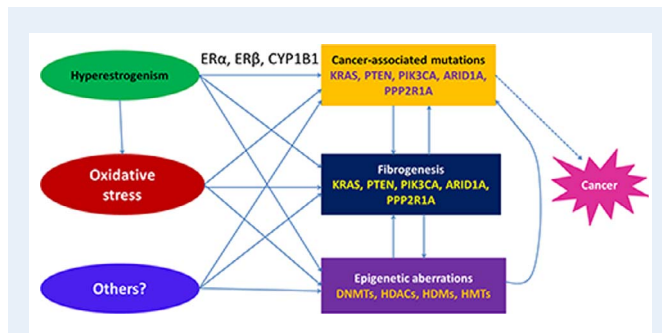 Hyperestrogenism
ERα, ERβ, CYP1B1
Cancer-associated mutations
KRAS, PTEN, PIK3CA, ARID1A,
PPP2R1A
Oxidative
stress
Fibrogenesis
KRAS, PTEN, PIK3CA, ARID1A,
PPP2R1A
Cancer
Others?
Epigenetic aberrations
DNMTs, HDACs, HDMs, HMTs